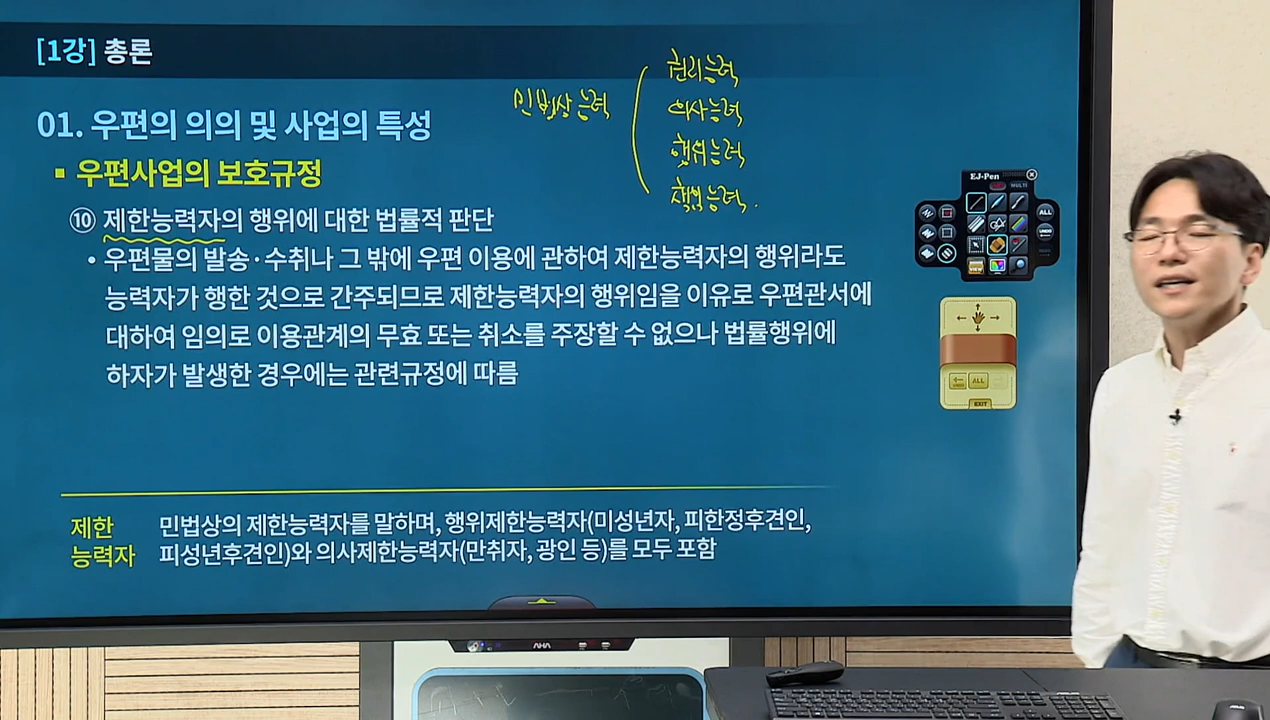 [1강] 총론
민법상 능력
권리능력
의사능력
행위능력
책임능력.
01. 우편의 의의 및 사업의 특성
▪ 우편사업의 보호규정
⑩ 제한능력자의 행위에 대한 법률적 판단
• 우편물의 발송·수취나 그 밖에 우편 이용에 관하여 제한능력자의 행위라도
능력자가 행한 것으로 간주되므로 제한능력자의 행위임을 이유로 우편관서에
대하여 임의로 이용관계의 무효 또는 취소를 주장할 수 없으나 법률행위에
하자가 발생한 경우에는 관련규정에 따름
제한
능력자
민법상의 제한능력자를 말하며, 행위제한능력자(미성년자, 피한정후견인,
피성년후견인)와 의사제한능력자(만취자, 광인 등)를 모두 포함
EJ-Pen
MULTI
ALL
UNDO
VIEW
UNDO
ALL
EXIT
AHA
ASUS